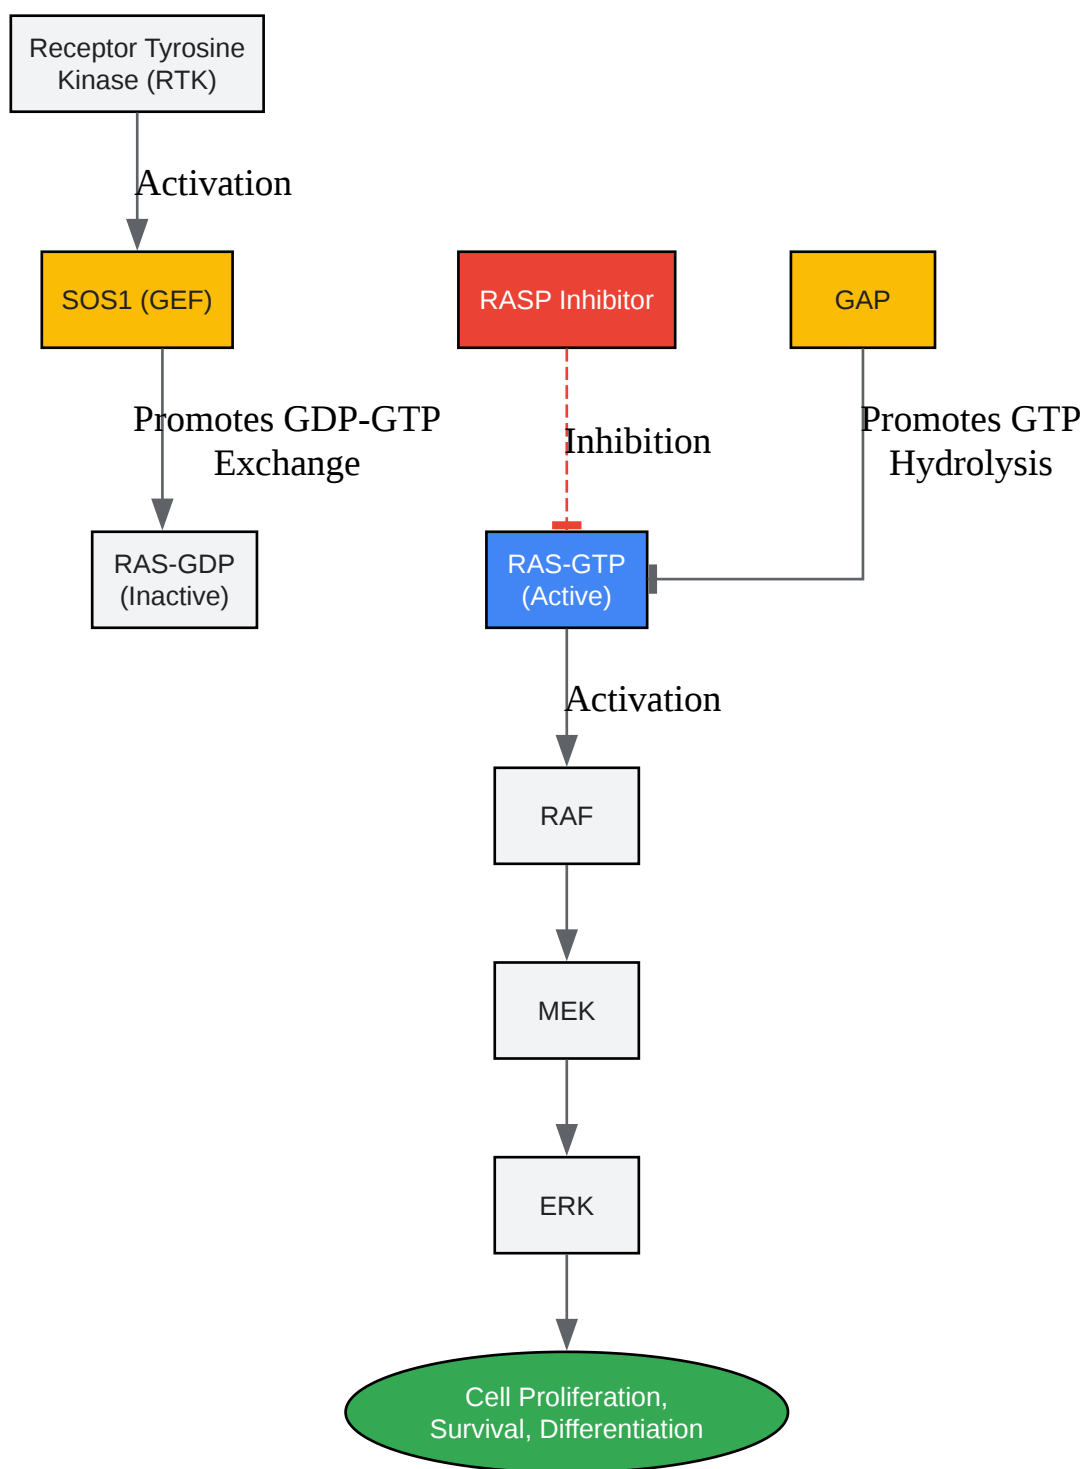 Receptor Tyrosine
Kinase (RTK)
Activation
SOS1 (GEF)
RASP Inhibitor
GAP
Promotes GDP-GTP
Exchange
Inhibition
Promotes GTP
Hydrolysis
RAS-GDP
(Inactive)
RAS-GTP
(Active)
Activation
RAF
MEK
ERK
Cell Proliferation,
Survival, Differentiation